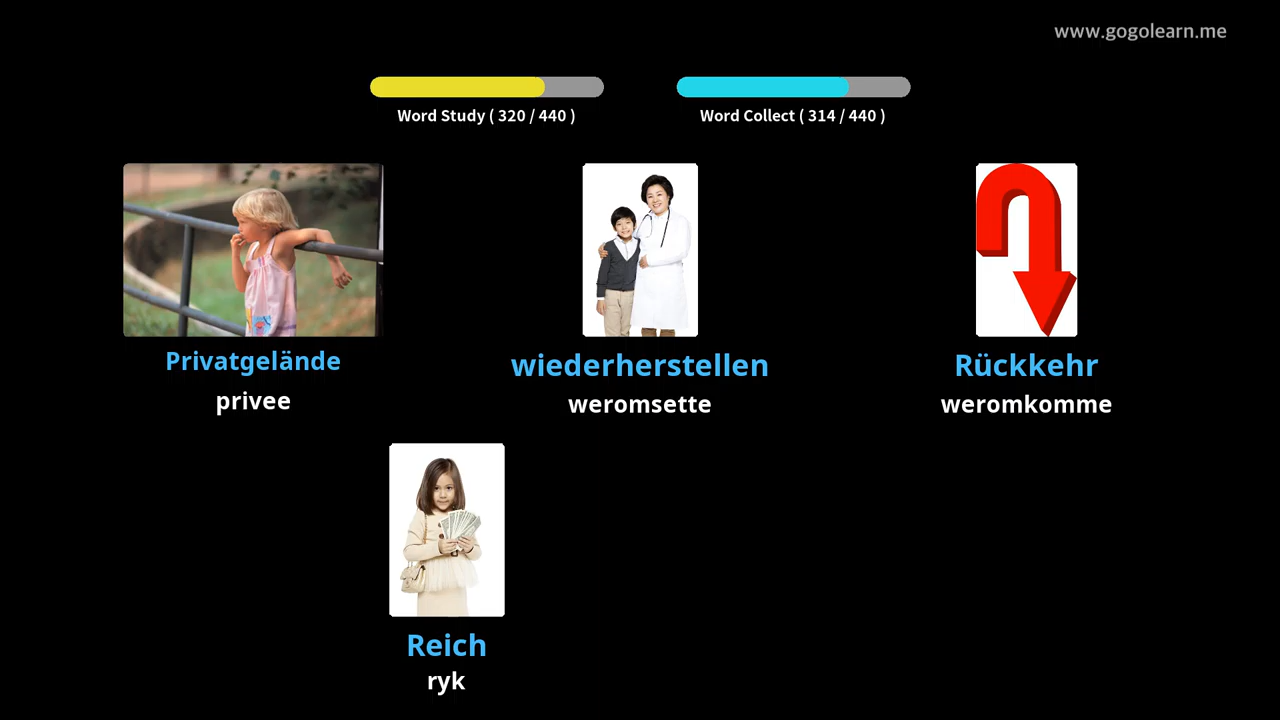 www.gogolearn.me
Word Study ( 320 / 440 )
Word Collect ( 314 / 440 )
Privatgelände
privee
wiederherstellen
weromsette
Rückkehr
weromkomme
Reich
ryk